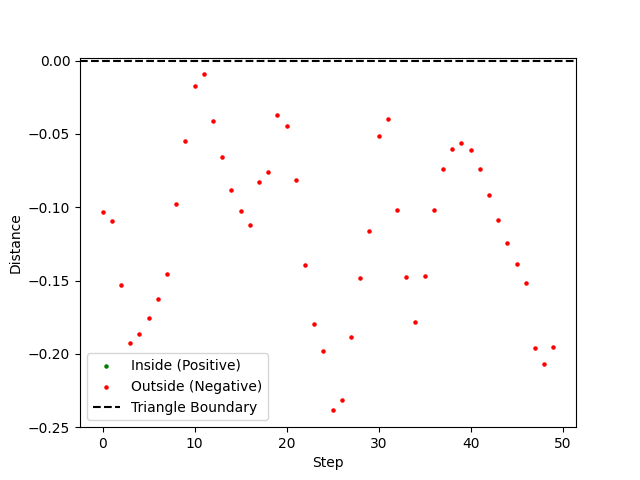 0.00
−0.05
−0.10
−0.15
−0.20
−0.25
Distance
Inside (Positive)
Outside (Negative)
Triangle Boundary
0 10 20 30 40 50
Step